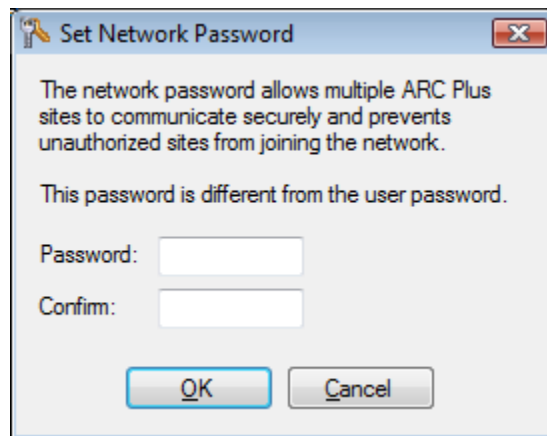 Set Network Password
The network password allows multiple ARC Plus
sites to communicate securely and prevents
unauthorized sites from joining the network.
This password is different from the user password.
Password:
Confirm:
OK
Cancel